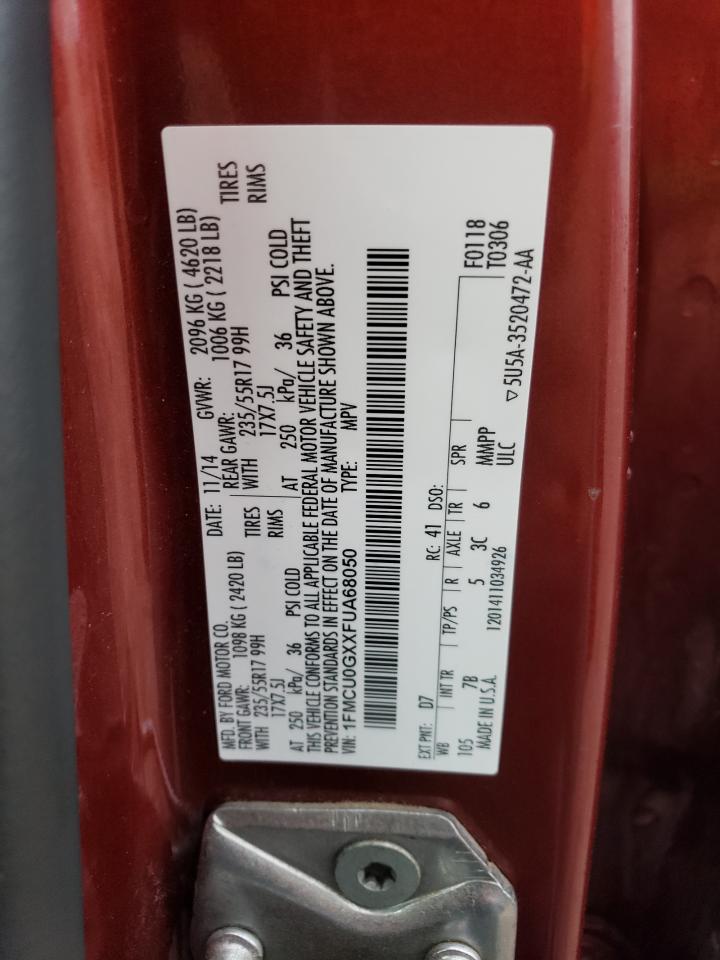 MFD. BY FORD MOTOR CO. DATE: 11/14 GVWR: 2096 KG ( 4620 LB)
FRONT GAWR: 1098 KG ( 2420 LB) REAR GAWR: 1006 KG ( 2218 LB)
WITH 235/55R17 99H TIRES WITH 235/55R17 99H TIRES
17X7.5J RIMS 17X7.5J RIMS
AT 250 kPa/ 36 PSI COLD AT 250 kPa/ 36 PSI COLD
THIS VEHICLE CONFORMS TO ALL APPLICABLE FEDERAL MOTOR VEHICLE SAFETY AND THEFT
PREVENTION STANDARDS IN EFFECT ON THE DATE OF MANUFACTURE SHOWN ABOVE.
VIN: 1FMCU0GXXFUA68050 TYPE: MPV
EXT PNT: D7 RC: 41 DSO:
WB INT TR TP/PS R AXLE TR SPR F0118
105 7B 5 3C 6 MMPP T0306
MADE IN U.S.A. 1201411034926 ULC
▽5U5A-3520472-AA